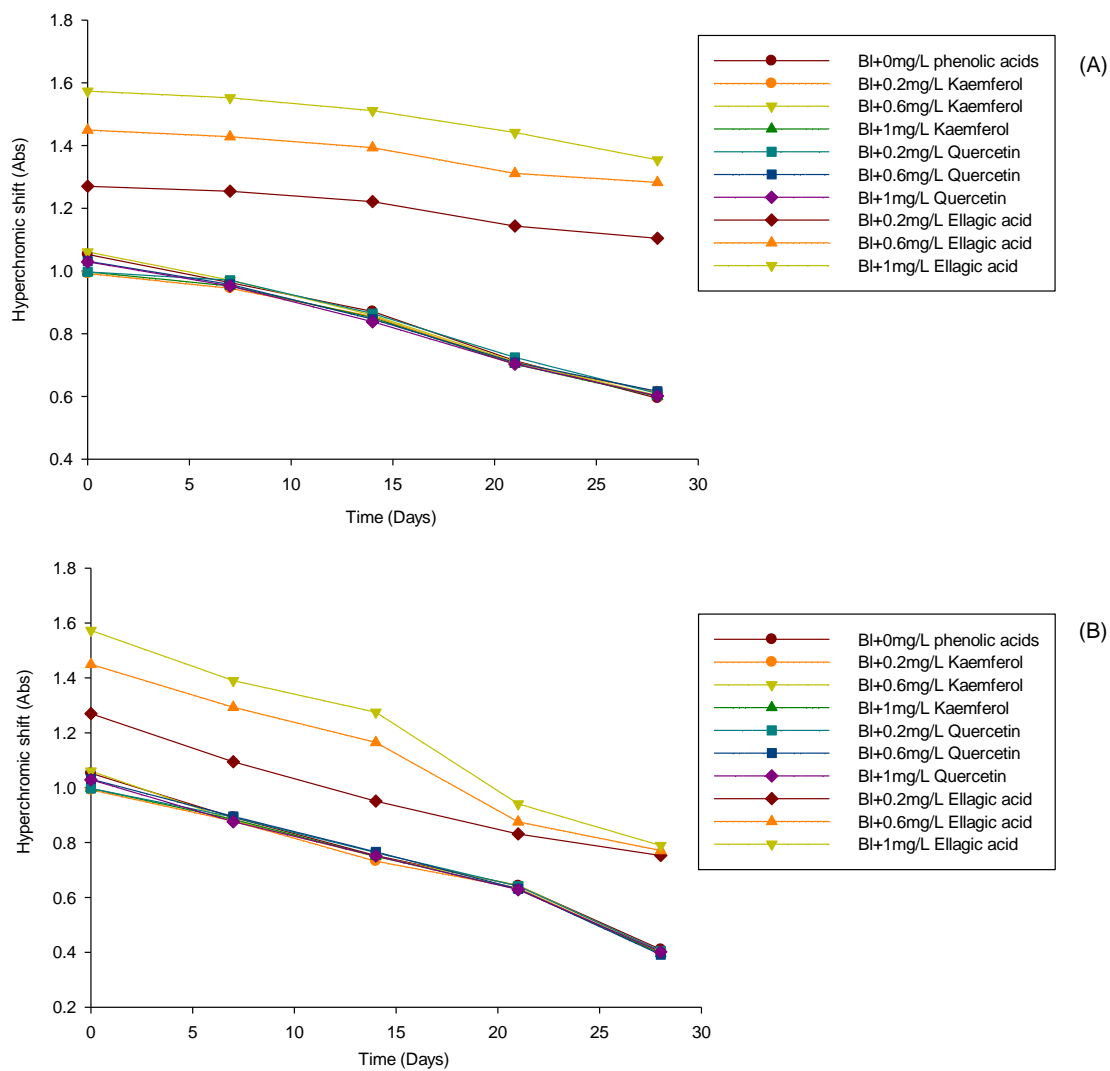 1.8
1.6
1.4
1.2
1.0
0.8
0.6
0.4
Hyperchromic shift (Abs)
0 5 10 15 20 25 30
Time (Days)
Bl+0mg/L phenolic acids
Bl+0.2mg/L Kaemferol
Bl+0.6mg/L Kaemferol
Bl+1mg/L Kaemferol
Bl+0.2mg/L Quercetin
Bl+0.6mg/L Quercetin
Bl+1mg/L Quercetin
Bl+0.2mg/L Ellagic acid
Bl+0.6mg/L Ellagic acid
Bl+1mg/L Ellagic acid
(A)
1.8
1.6
1.4
1.2
1.0
0.8
0.6
0.4
0.2
Hyperchromic shift (Abs)
0 5 10 15 20 25 30
Time (Days)
Bl+0mg/L phenolic acids
Bl+0.2mg/L Kaemferol
Bl+0.6mg/L Kaemferol
Bl+1mg/L Kaemferol
Bl+0.2mg/L Quercetin
Bl+0.6mg/L Quercetin
Bl+1mg/L Quercetin
Bl+0.2mg/L Ellagic acid
Bl+0.6mg/L Ellagic acid
Bl+1mg/L Ellagic acid
(B)